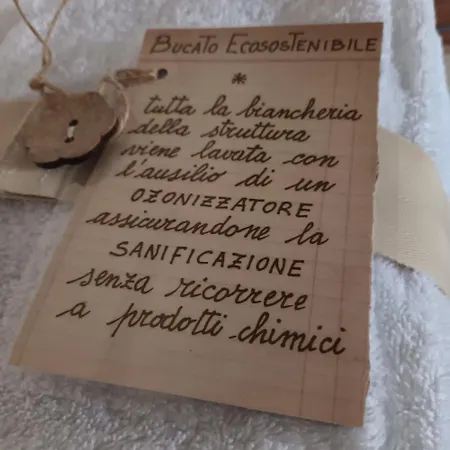 BUCATO ECOSOSTENIBILE
*
tutta la biancheria
della struttura
viene lavata con
l'ausilio di un
OZONIZZATORE
assicurandone la
SANIFICAZIONE
senza ricorrere
a prodotti chimici